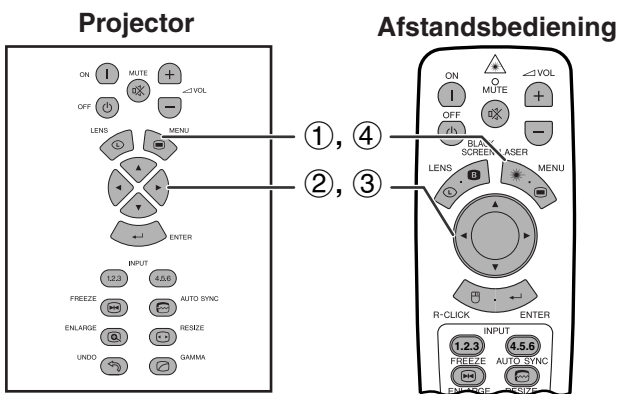 Projector
ON
MUTE
VOL
OFF
LENS
L
MENU
ENTER
INPUT
1.2.3
4.5.6
FREEZE
AUTO SYNC
ENLARGE
RESIZE
UNDO
GAMMA
①, ④
②, ③
Afstandsbediening
ON
MUTE
VOL
OFF
BLACK
SCREEN LASER
LENS
B
MENU
L
R-CLICK
ENTER
INPUT
1.2.3
4.5.6
FREEZE
AUTO SYNC
ENLARGE
RESIZE